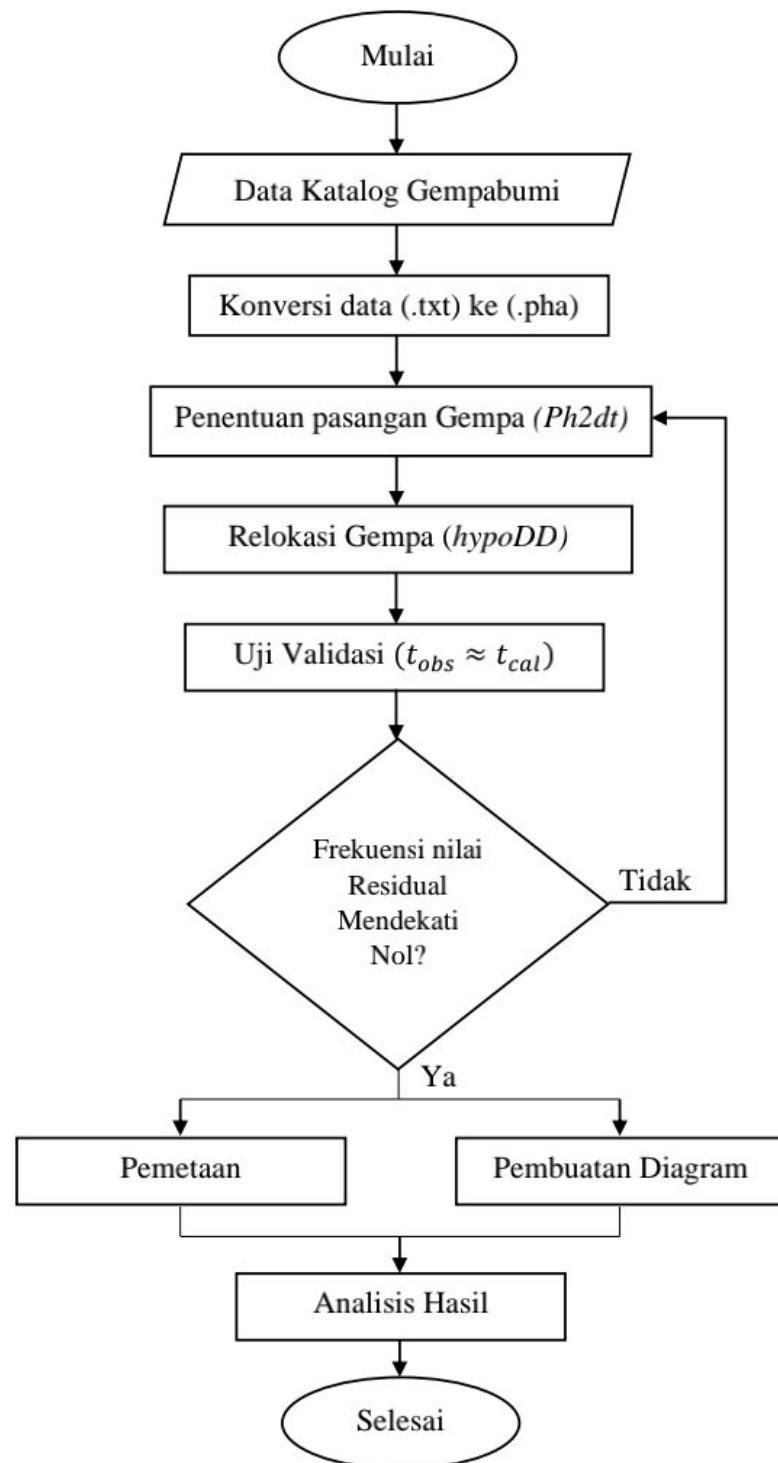 Mulai
Data Katalog Gempabumi
Konversi data (.txt) ke (.pha)
Penentuan pasangan Gempa (Ph2dt)
Relokasi Gempa (hypoDD)
Uji Validasi (t_obs ≈ t_cal)
Frekuensi nilai
Residual
Mendekati
Nol?
Tidak
Ya
Pemetaan
Pembuatan Diagram
Analisis Hasil
Selesai